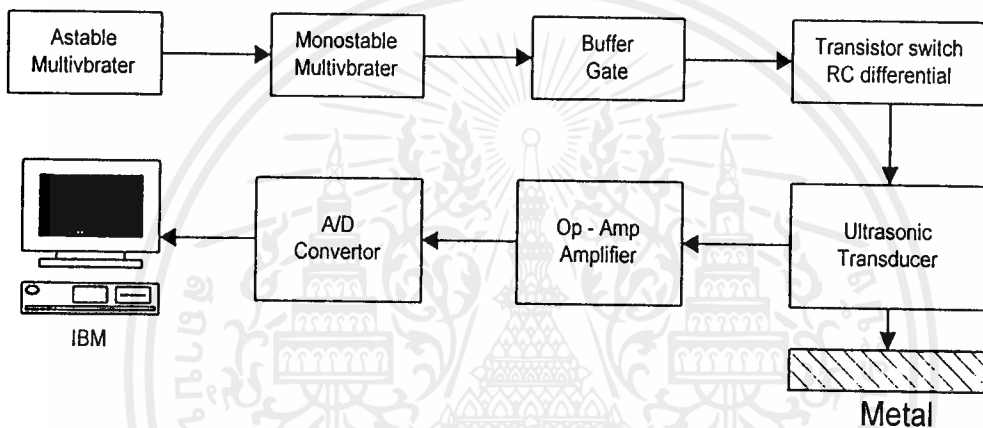 Astable
Multivbrater
Monostable
Multivbrater
Buffer
Gate
Transistor switch
RC differential
IBM
A/D
Convertor
Op - Amp
Amplifier
Ultrasonic
Transducer
Metal